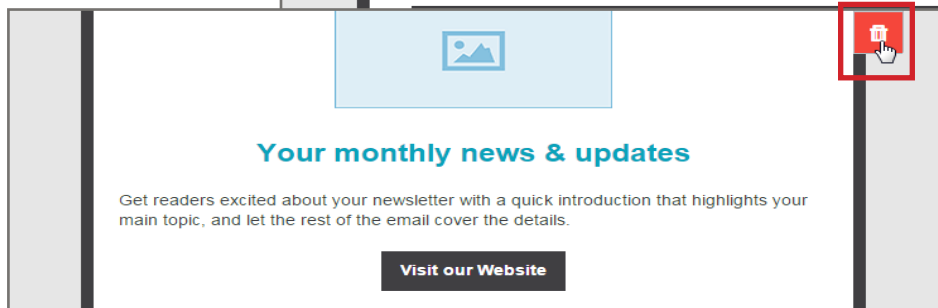 Your monthly news & updates
Get readers excited about your newsletter with a quick introduction that highlights your
main topic, and let the rest of the email cover the details.
Visit our Website